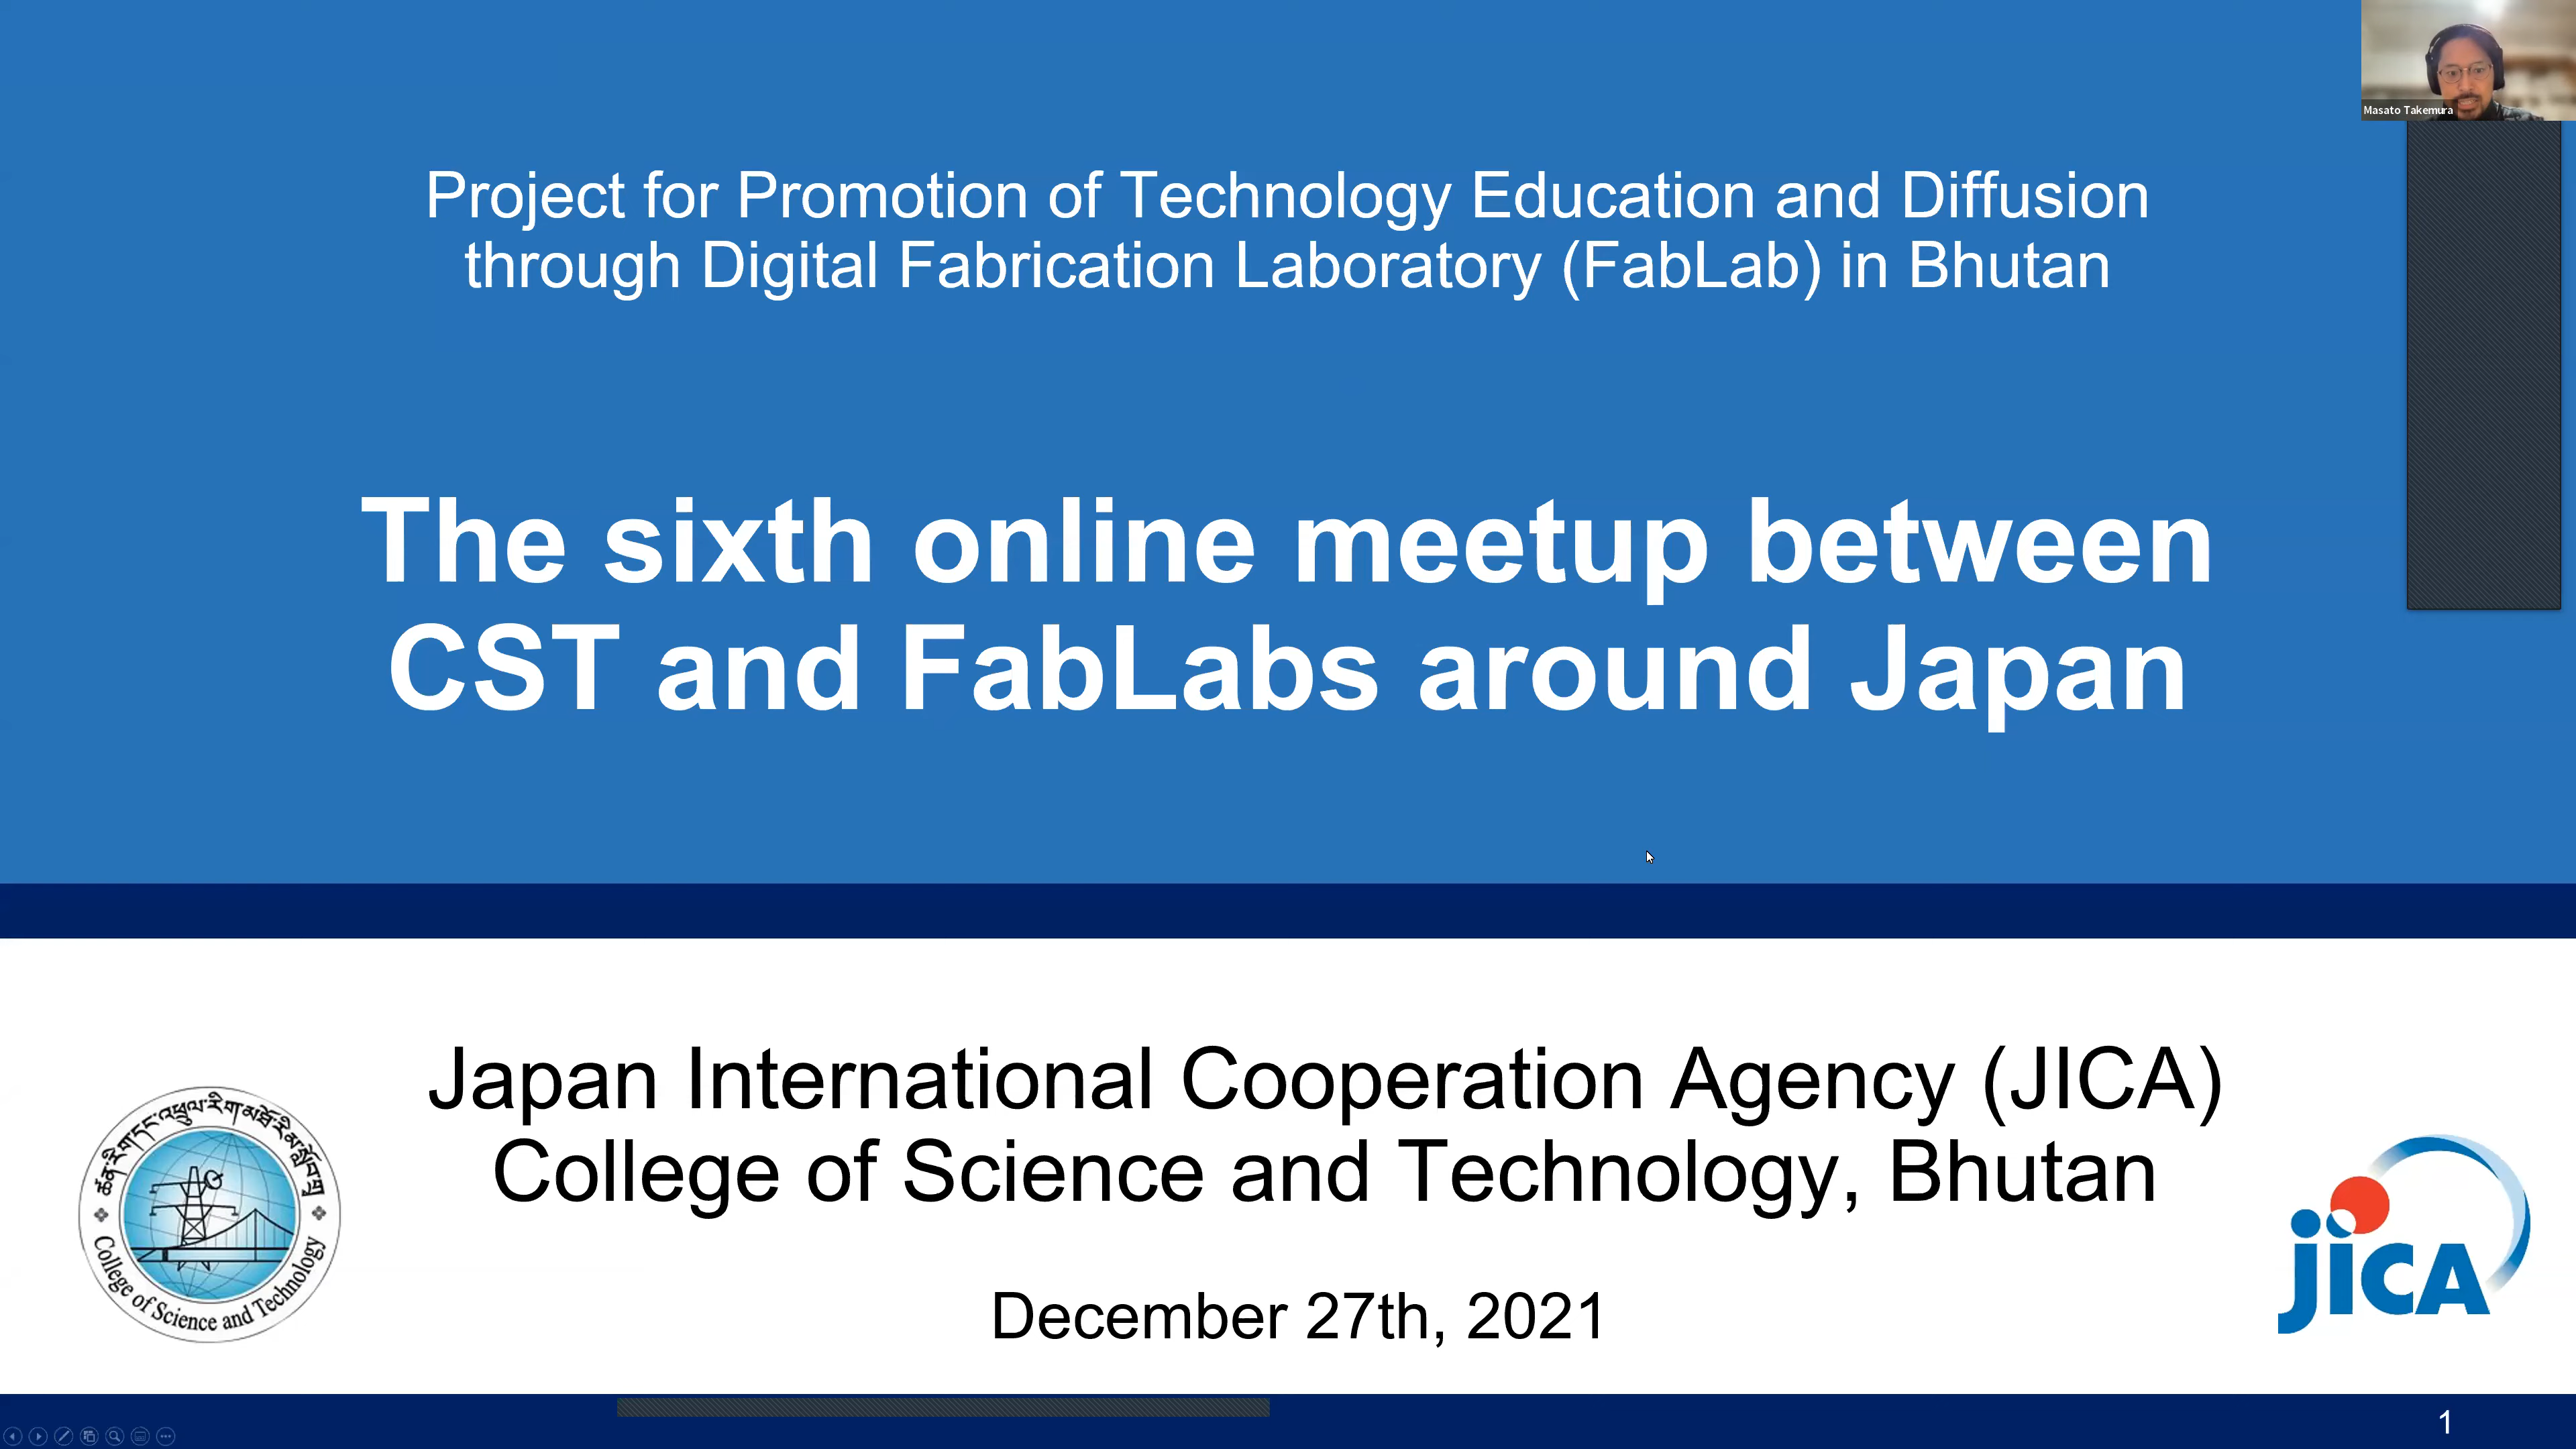 Masato Takemura
Project for Promotion of Technology Education and Diffusion
through Digital Fabrication Laboratory (FabLab) in Bhutan
The sixth online meetup between
CST and FabLabs around Japan
Japan International Cooperation Agency (JICA)
College of Science and Technology, Bhutan
December 27th, 2021
College of Science and Technology
jICA
1